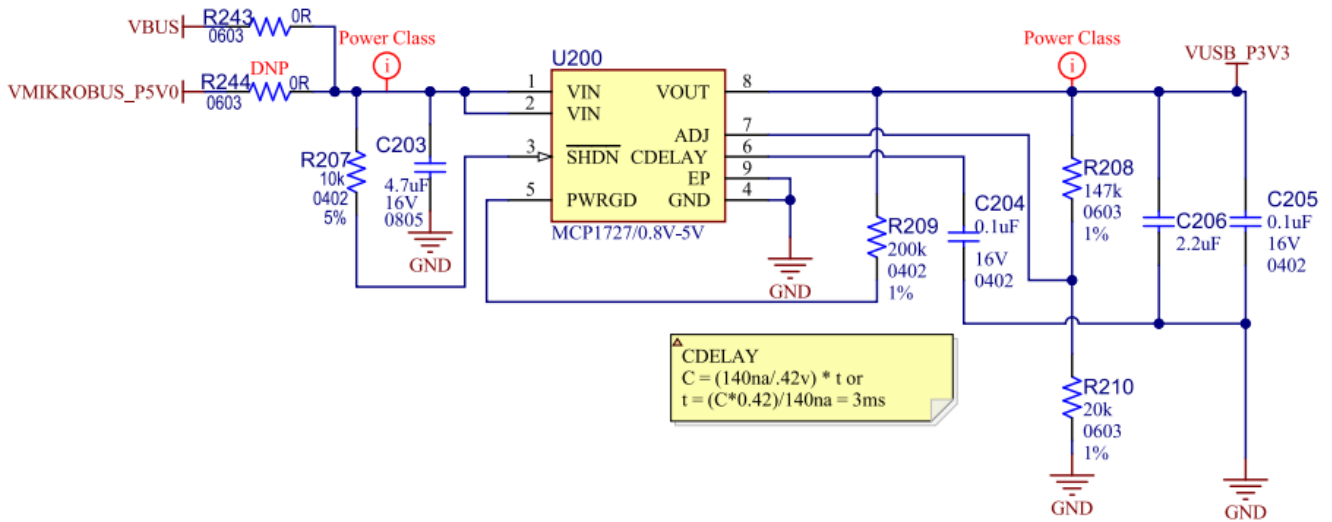 VBUS
R243
0R
0603
VMIKROBUS_P5V0
R244
DNP
0R
0603
Power Class
i
U200
1
VIN
VOUT
8
2
VIN
ADJ
7
3
SHDN
CDELAY
6
EP
9
5
PWRGD
GND
4
MCP1727/0.8V-5V
R207
10k
0402
5%
C203
4.7uF
16V
0805
GND
GND
R209
200k
0402
1%
C204
0.1uF
16V
0402
Power Class
i
VUSB_P3V3
R208
147k
0603
1%
C206
2.2uF
C205
0.1uF
16V
0402
CDELAY
C = (140na/.42v) * t or
t = (C*0.42)/140na = 3ms
R210
20k
0603
1%
GND
GND